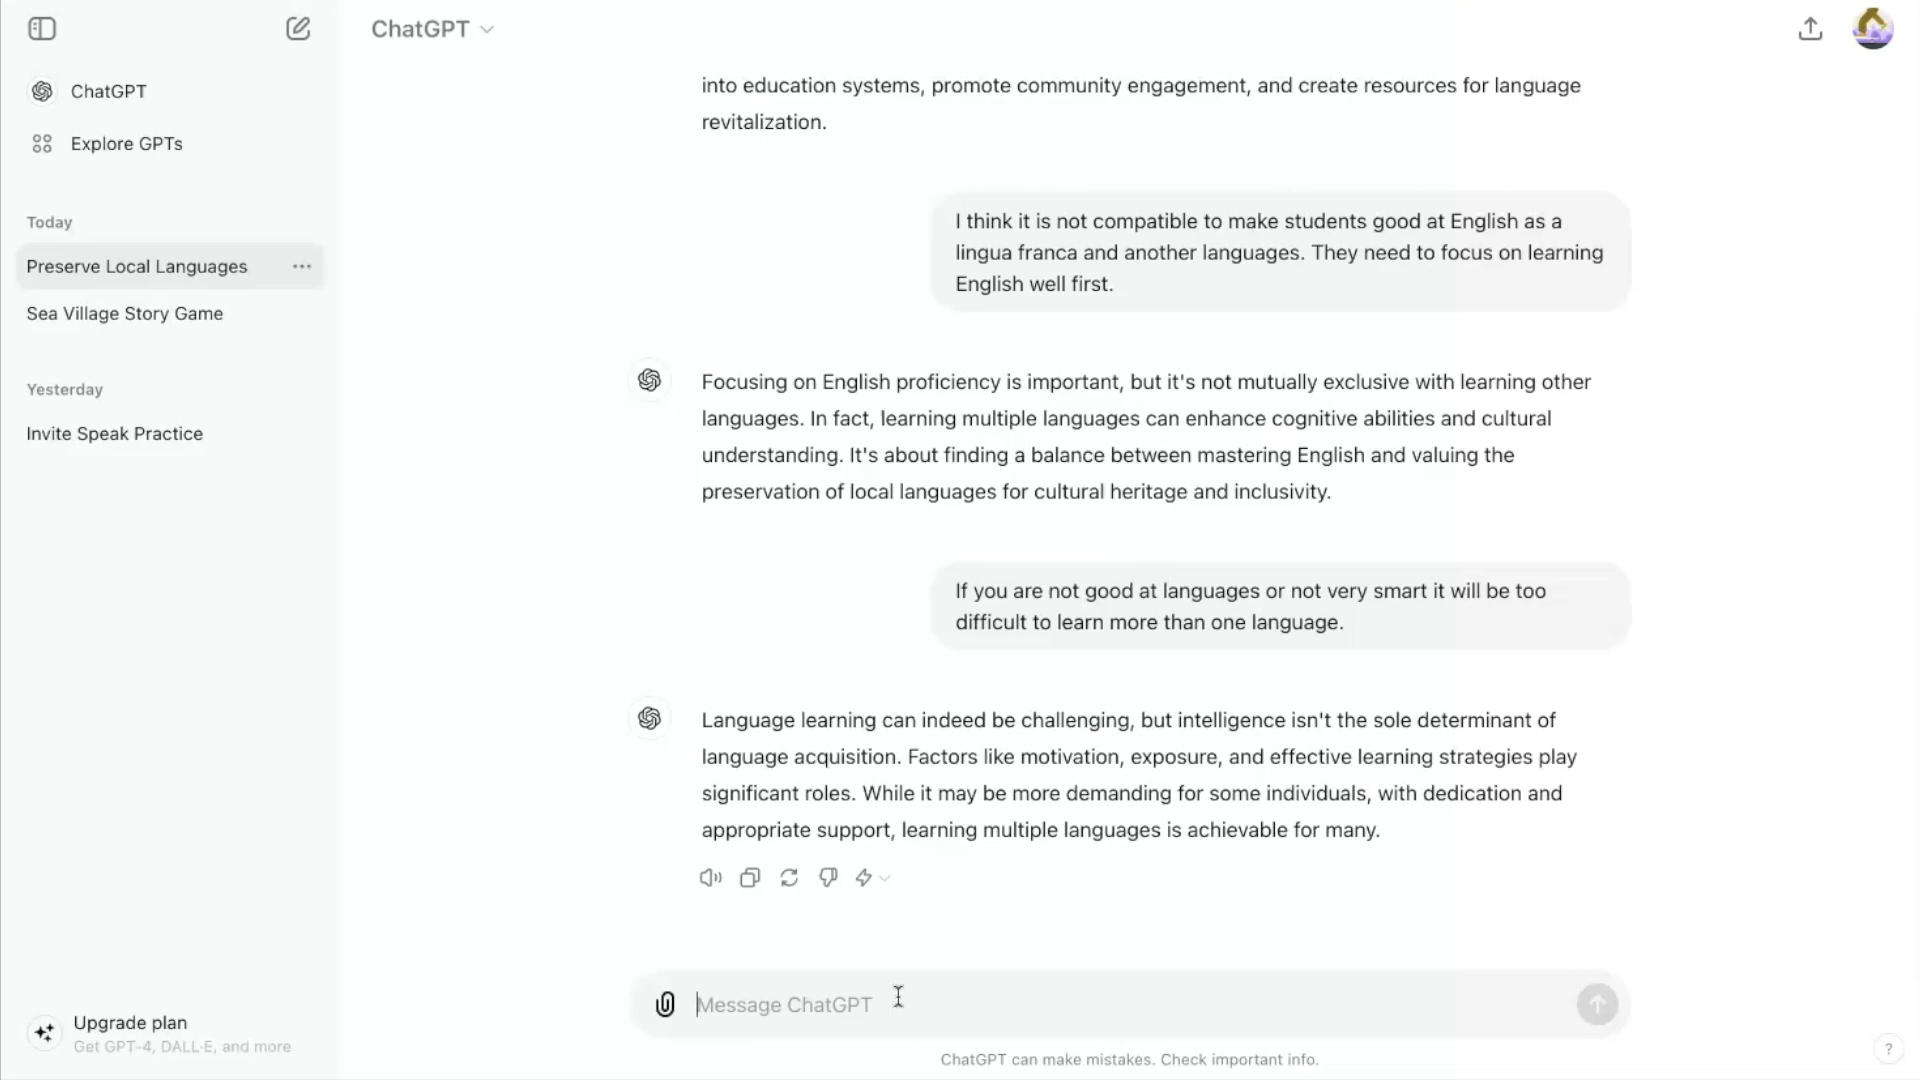 ChatGPT
ChatGPT
Explore GPTs
Today
Preserve Local Languages
Sea Village Story Game
Yesterday
Invite Speak Practice
Upgrade plan
Get GPT-4, DALL·E, and more
into education systems, promote community engagement, and create resources for language
revitalization.
I think it is not compatible to make students good at English as a
lingua franca and another languages. They need to focus on learning
English well first.
Focusing on English proficiency is important, but it's not mutually exclusive with learning other
languages. In fact, learning multiple languages can enhance cognitive abilities and cultural
understanding. It's about finding a balance between mastering English and valuing the
preservation of local languages for cultural heritage and inclusivity.
If you are not good at languages or not very smart it will be too
difficult to learn more than one language.
Language learning can indeed be challenging, but intelligence isn't the sole determinant of
language acquisition. Factors like motivation, exposure, and effective learning strategies play
significant roles. While it may be more demanding for some individuals, with dedication and
appropriate support, learning multiple languages is achievable for many.
Message ChatGPT
ChatGPT can make mistakes. Check important info.
?